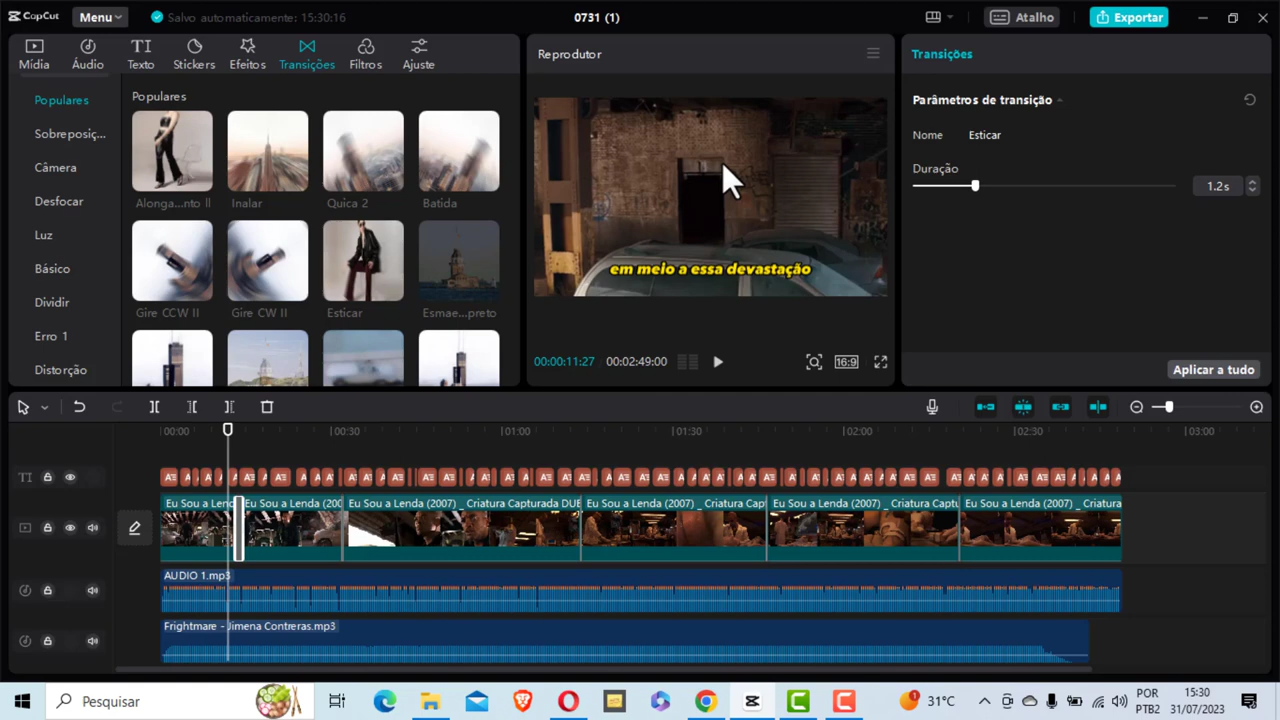 CapCut
Menu
Salvo automaticamente: 15:30:16
0731 (1)
Atalho
Exportar
Mídia
Áudio
Texto
Stickers
Efeitos
Transições
Filtros
Ajuste
Populares
Sobreposiç...
Câmera
Desfocar
Luz
Básico
Dividir
Erro 1
Distorção
Populares
Alonga...nto II
Inalar
Quica 2
Batida
Gire CCW II
Gire CW II
Esticar
Esmae...preto
Reprodutor
em meio a essa devastação
00:00:11:27
00:02:49:00
16:9
Transições
Parâmetros de transição
Nome
Esticar
Duração
1.2s
Aplicar a tudo
00:00
00:30
01:00
01:30
02:00
02:30
03:00
Eu Sou a Lend
Eu Sou a Lenda (200
Eu Sou a Lenda (2007) _ Criatura Capturada DUE
Eu Sou a Lenda (2007) _ Criatura Cap
Eu Sou a Lenda (2007) _ Criatura Captu
Eu Sou a Lenda (2007) _ Criatura
AUDIO 1.mp3
Frightmare - Jimena Contreras.mp3
Pesquisar
1
31°C
POR
PTB2
15:30
31/07/2023